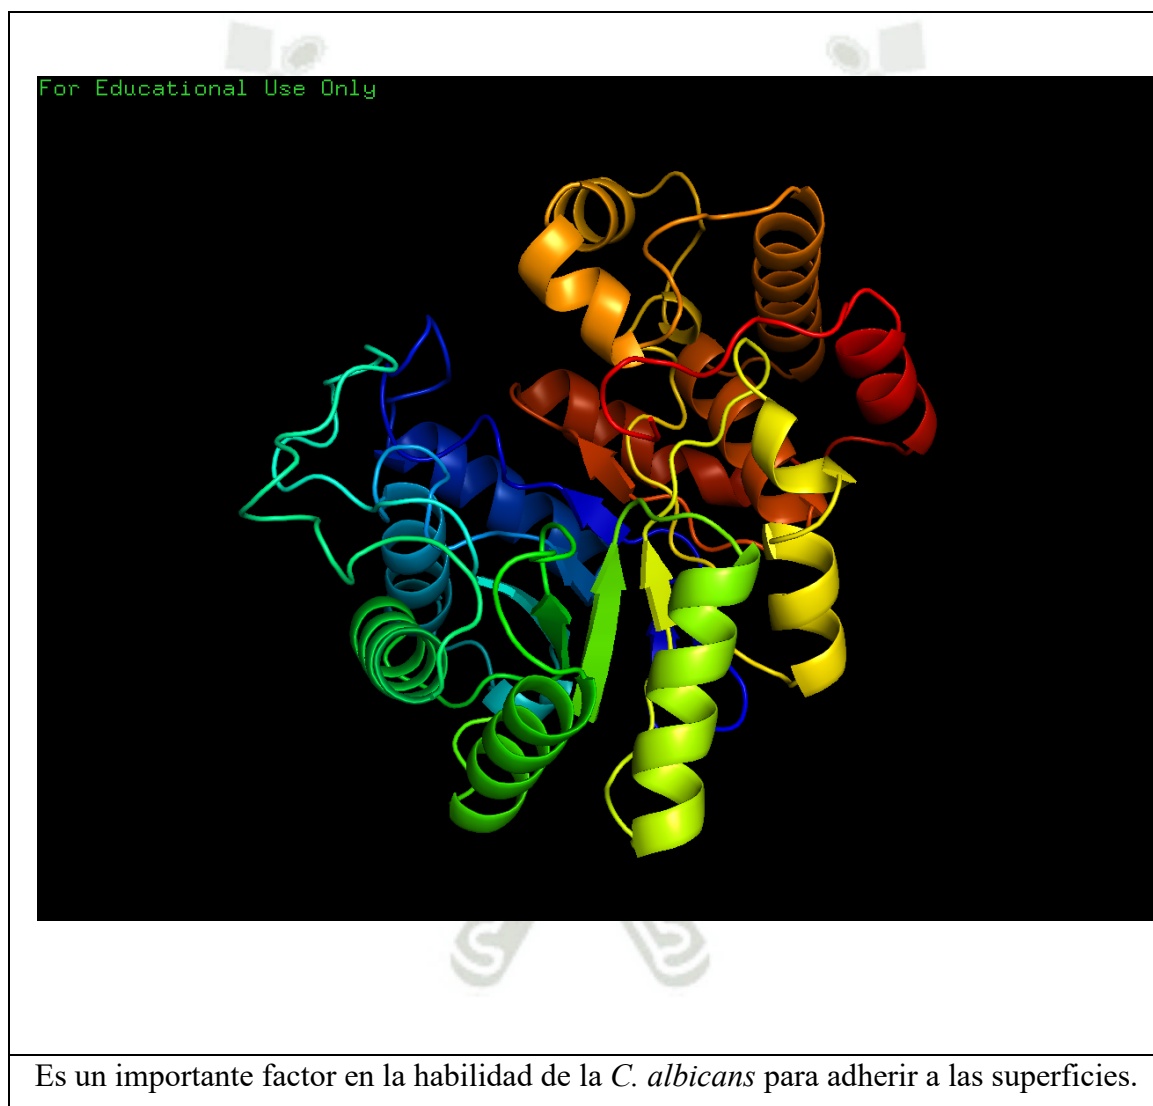 For Educational Use Only
Es un importante factor en la habilidad de la C. albicans para adherir a las superficies.